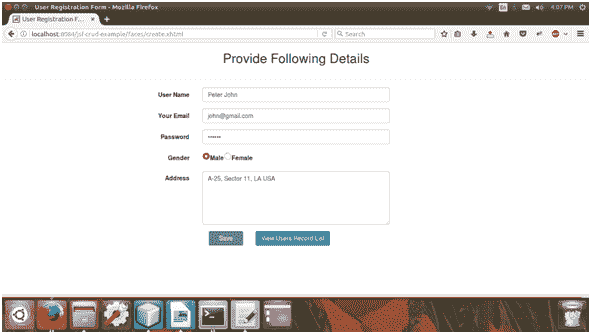 User Registration Form - Mozilla Firefox
En
4:07 PM
User Registration F...
localhost:8084/jsf-crud-example/faces/create.xhtml
Search
Provide Following Details
User Name
Peter John
Your Email
john@gmail.com
Password
••••••
Gender
Male Female
Address
A-25, Sector 11, LA USA
Save
View Users Record List